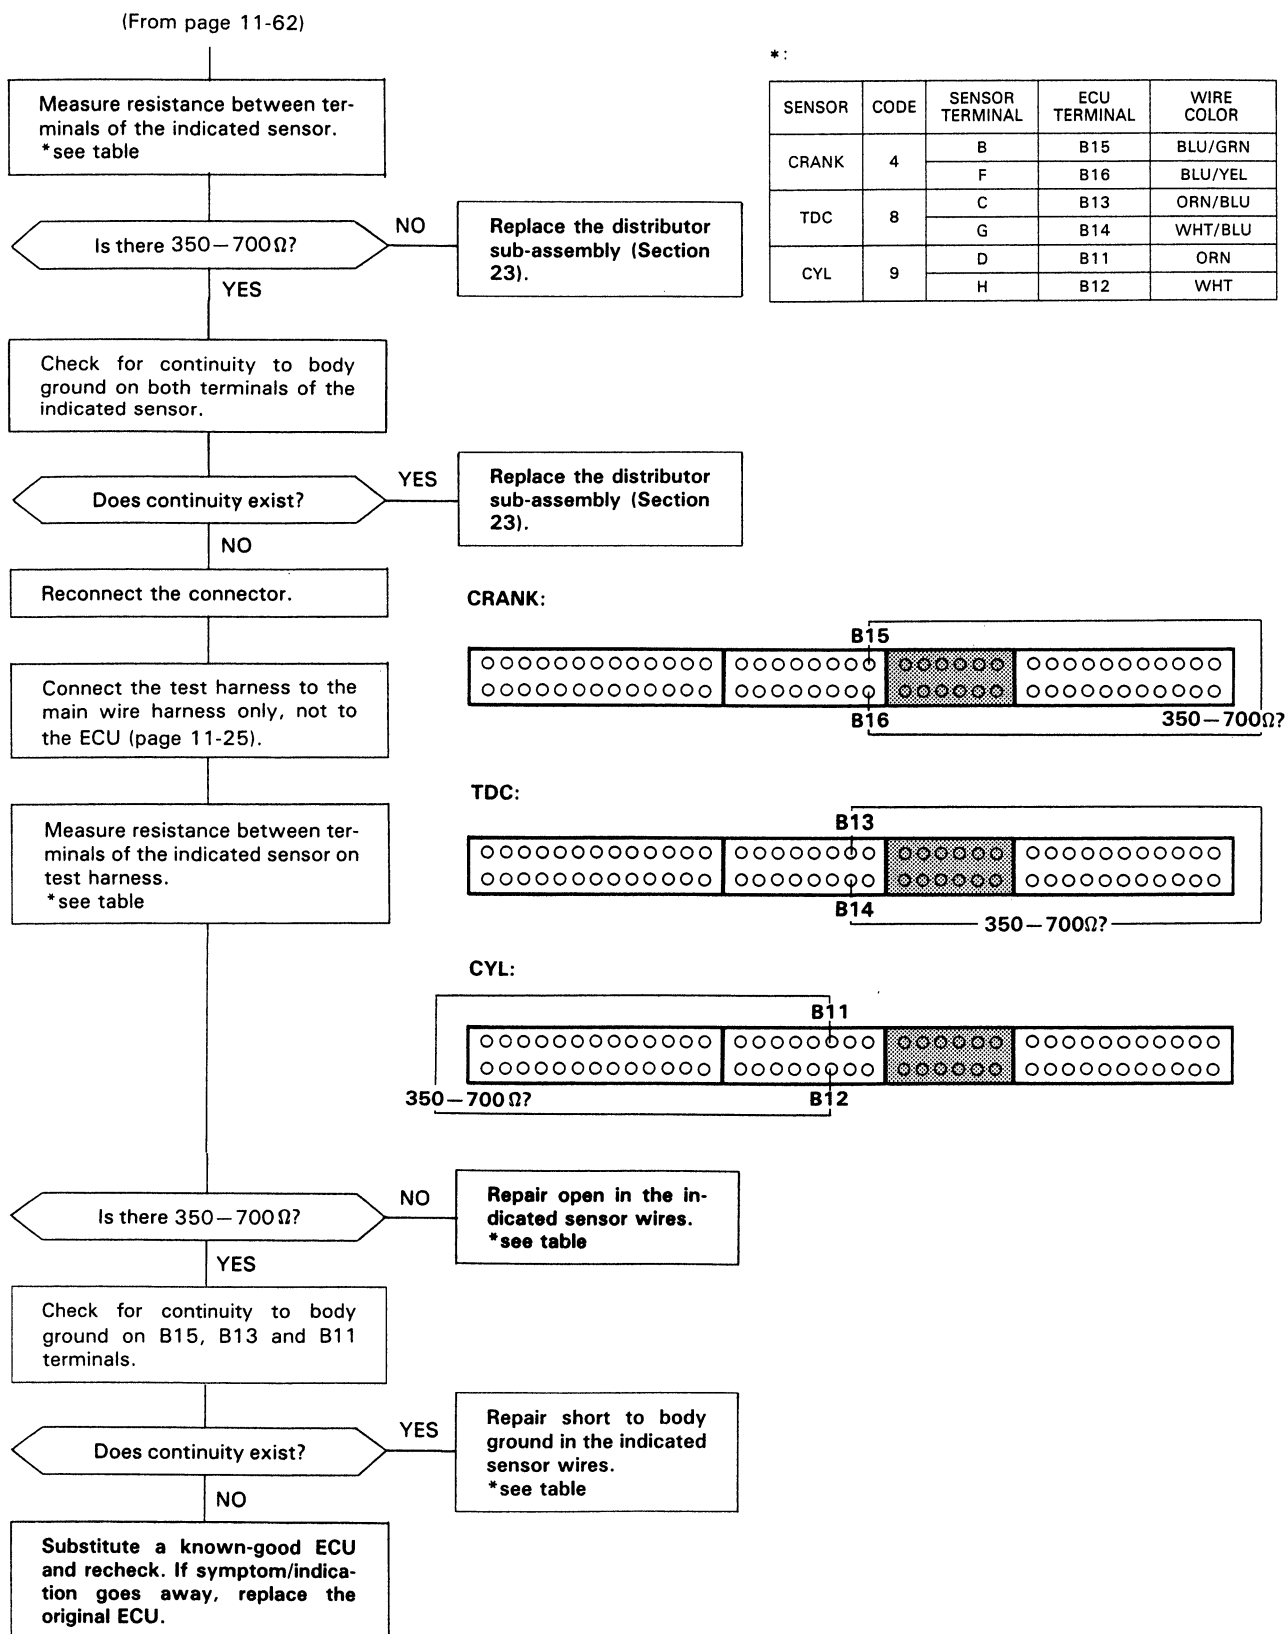 (From page 11-62)
Measure resistance between ter-
minals of the indicated sensor.
*see table
Is there 350—700Ω?
NO
Replace the distributor
sub-assembly (Section
23).
YES
Check for continuity to body
ground on both terminals of the
indicated sensor.
Does continuity exist?
YES
Replace the distributor
sub-assembly (Section
23).
NO
Reconnect the connector.
Connect the test harness to the
main wire harness only, not to
the ECU (page 11-25).
Measure resistance between ter-
minals of the indicated sensor on
test harness.
*see table
*:
SENSOR CODE SENSOR TERMINAL ECU TERMINAL WIRE COLOR
CRANK 4 B B15 BLU/GRN
F B16 BLU/YEL
TDC 8 C B13 ORN/BLU
G B14 WHT/BLU
CYL 9 D B11 ORN
H B12 WHT
CRANK:
B15
B16
350—700Ω?
TDC:
B13
B14
350—700Ω?
CYL:
B11
B12
350—700Ω?
Is there 350—700Ω?
NO
Repair open in the in-
dicated sensor wires.
*see table
YES
Check for continuity to body
ground on B15, B13 and B11
terminals.
Does continuity exist?
YES
Repair short to body
ground in the indicated
sensor wires.
*see table
NO
Substitute a known-good ECU
and recheck. If symptom/indica-
tion goes away, replace the
original ECU.